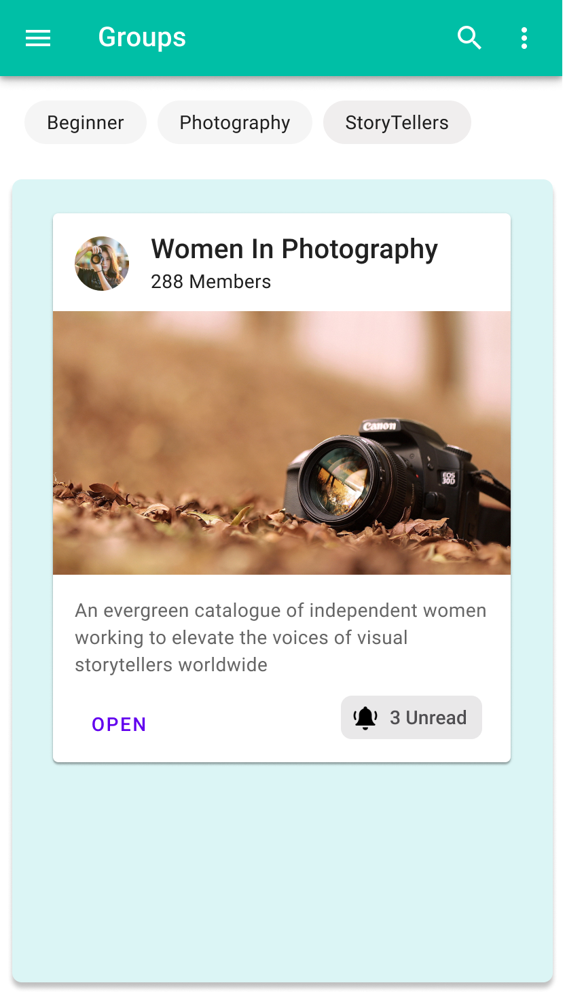 Groups
Beginner
Photography
StoryTellers
Women In Photography
288 Members
Canon
EOS
30D
An evergreen catalogue of independent women
working to elevate the voices of visual
storytellers worldwide
OPEN
3 Unread